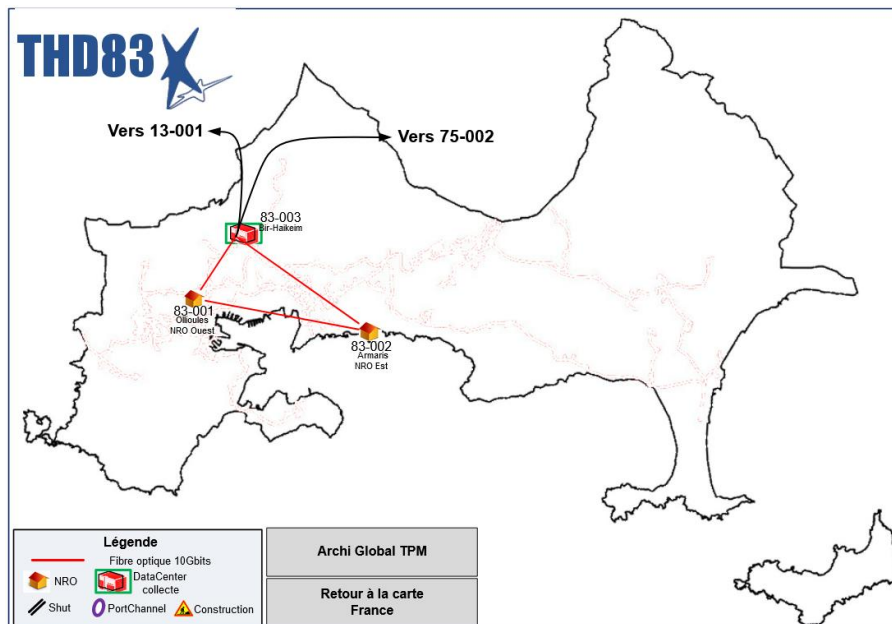 THD83
Vers 13-001
Vers 75-002
83-003
Bir-Haikeim
83-001
Ollioules
NRO Ouest
83-002
Armaris
NRO Est
Légende
Fibre optique 10Gbits
NRO
DataCenter
collecte
Shut
PortChannel
Construction
Archi Global TPM
Retour à la carte
France